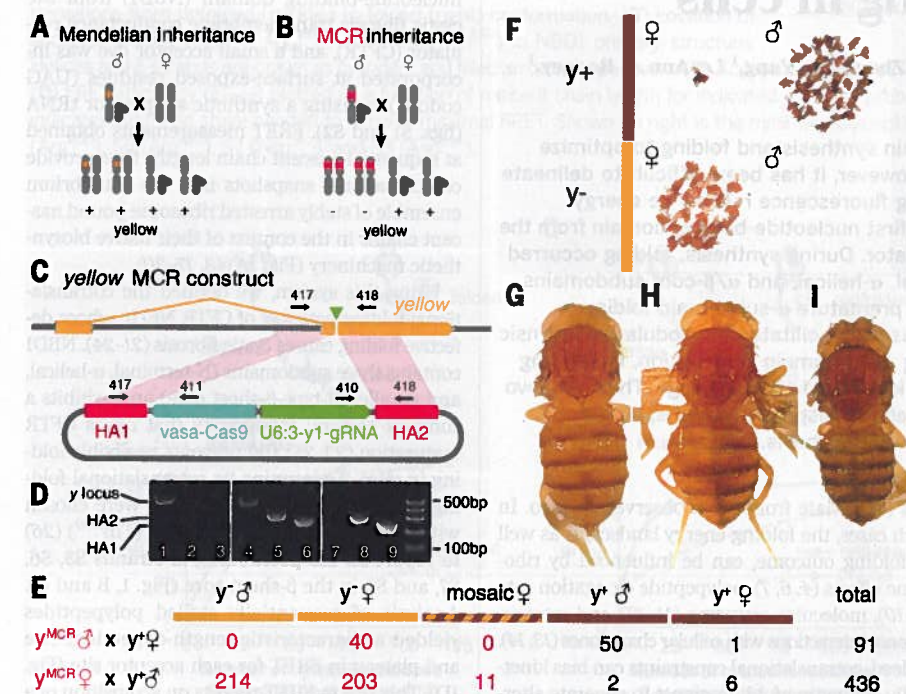 A Mendelian inheritance
♂ ♀
X
+ + + +
yellow
B MCR inheritance
♂ ♀
X
- - + +
yellow
C yellow MCR construct
417 418
yellow
417 411 410 418
HA1 vasa-Cas9 U6:3-y1-gRNA HA2
D
y locus
HA2
HA1
1 2 3 4 5 6 7 8 9
500bp
100bp
E y-♂ y-♀ mosaic♀ y+ ♂ y+ ♀ total
yMCR ♂ x y+♀ 0 40 0 50 1 91
yMCR ♀ x y+♂ 214 203 11 2 6 436
F
y+ ♀ ♂
y- ♀ ♂
G H I